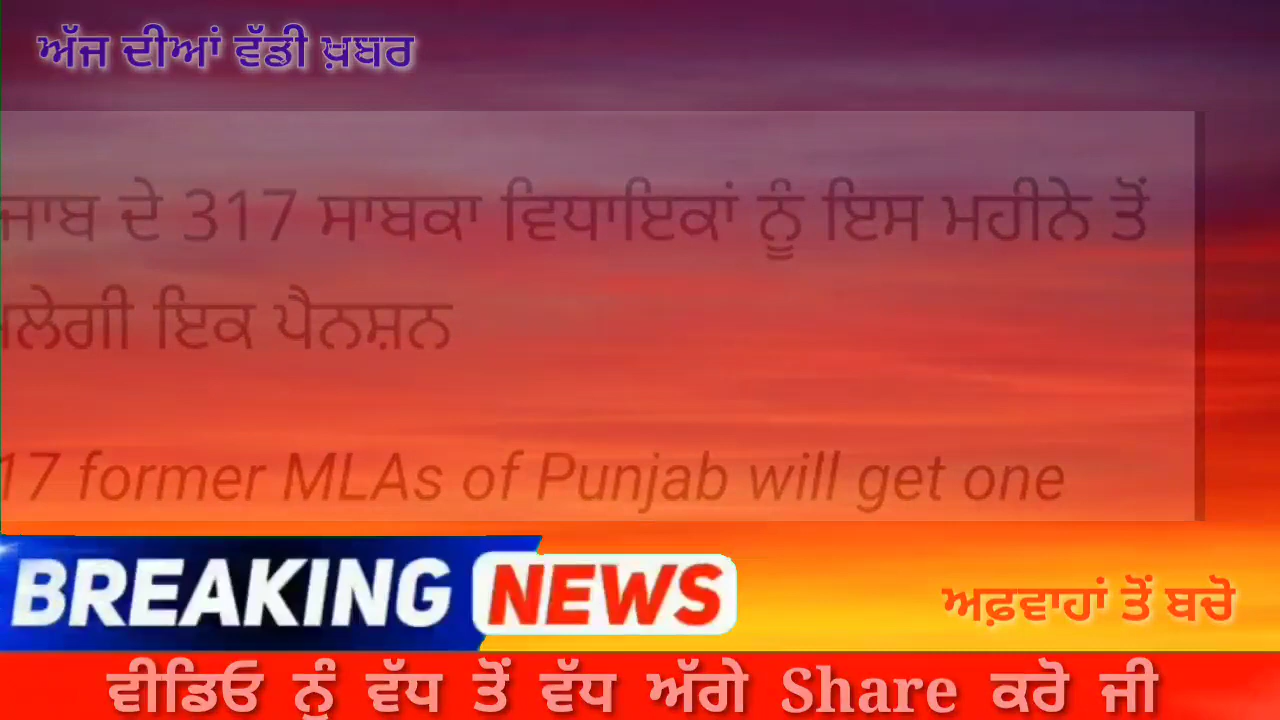 ਅੱਜ ਦੀਆਂ ਵੱਡੀ ਖ਼ਬਰ
ਜਾਬ ਦੇ 317 ਸਾਬਕਾ ਵਿਧਾਇਕਾਂ ਨੂੰ ਇਸ ਮਹੀਨੇ ਤੋਂ
ਲੇਗੀ ਇਕ ਪੈਨਸ਼ਨ
17 former MLAs of Punjab will get one
BREAKING NEWS
ਅਫ਼ਵਾਹਾਂ ਤੋਂ ਬਚੋ
ਵੀਡਿਓ ਨੂੰ ਵੱਧ ਤੋਂ ਵੱਧ ਅੱਗੇ Share ਕਰੋ ਜੀ